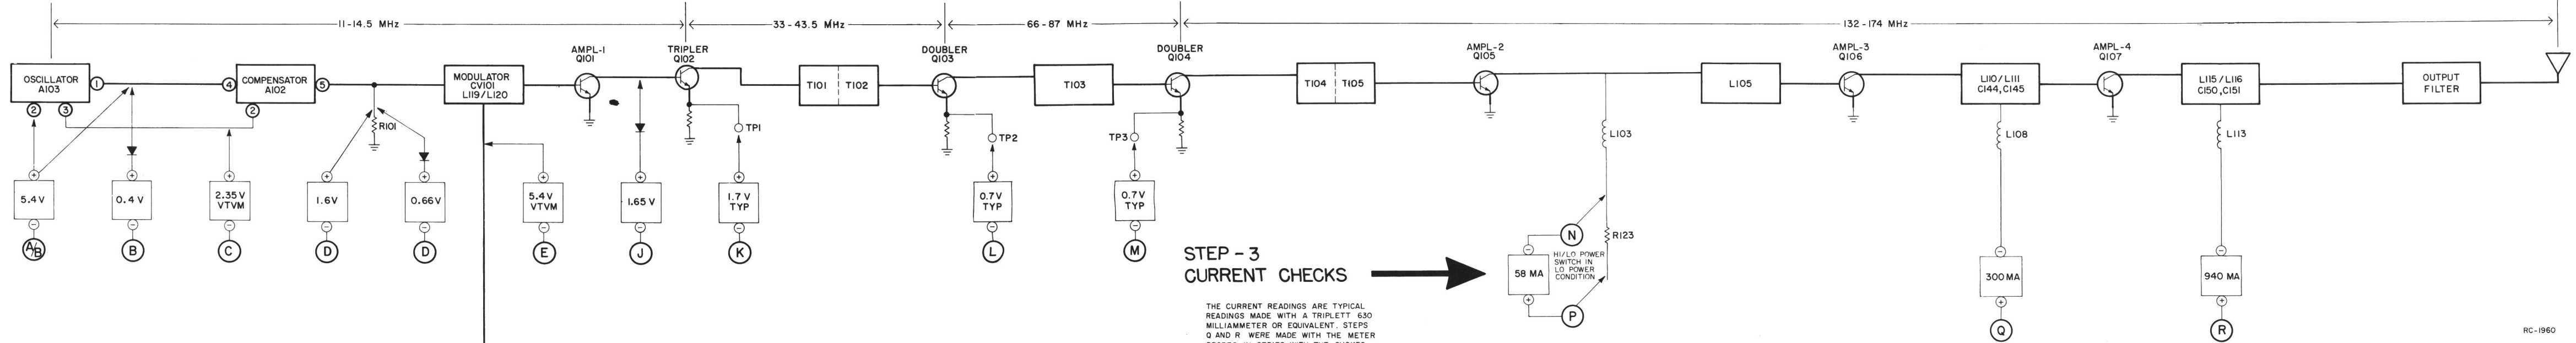 11-14.5 MHz
33-43.5 MHz
66-87 MHz
132-174 MHz
OSCILLATOR
A103
1
2
3
4
COMPENSATOR
A102
5
2
R101
MODULATOR
CV101
L119/L120
AMPL-1
Q101
TRIPLER
Q102
TP1
T101
T102
DOUBLER
Q103
TP2
T103
DOUBLER
Q104
TP3
T104
T105
AMPL-2
Q105
L103
R123
L105
AMPL-3
Q106
L110/L111
C144,C145
L108
AMPL-4
Q107
L115/L116
C150,C151
L113
OUTPUT
FILTER
+
5.4 V
-
A/B
+
0.4 V
-
B
+
2.35 V
VTVM
-
C
+
1.6V
-
D
+
0.66V
-
D
+
5.4 V
VTVM
-
E
+
1.65 V
-
J
+
1.7 V
TYP
-
K
+
0.7V
TYP
-
L
+
0.7V
TYP
-
M
STEP - 3
CURRENT CHECKS
THE CURRENT READINGS ARE TYPICAL
READINGS MADE WITH A TRIPLETT 630
MILLIAMMETER OR EQUIVALENT. STEPS
Q AND R WERE MADE WITH THE METER
N
-
58 MA
+
P
HI/LO POWER
SWITCH IN
LO POWER
CONDITION
-
300 MA
+
Q
-
940 MA
+
R
RC-1960